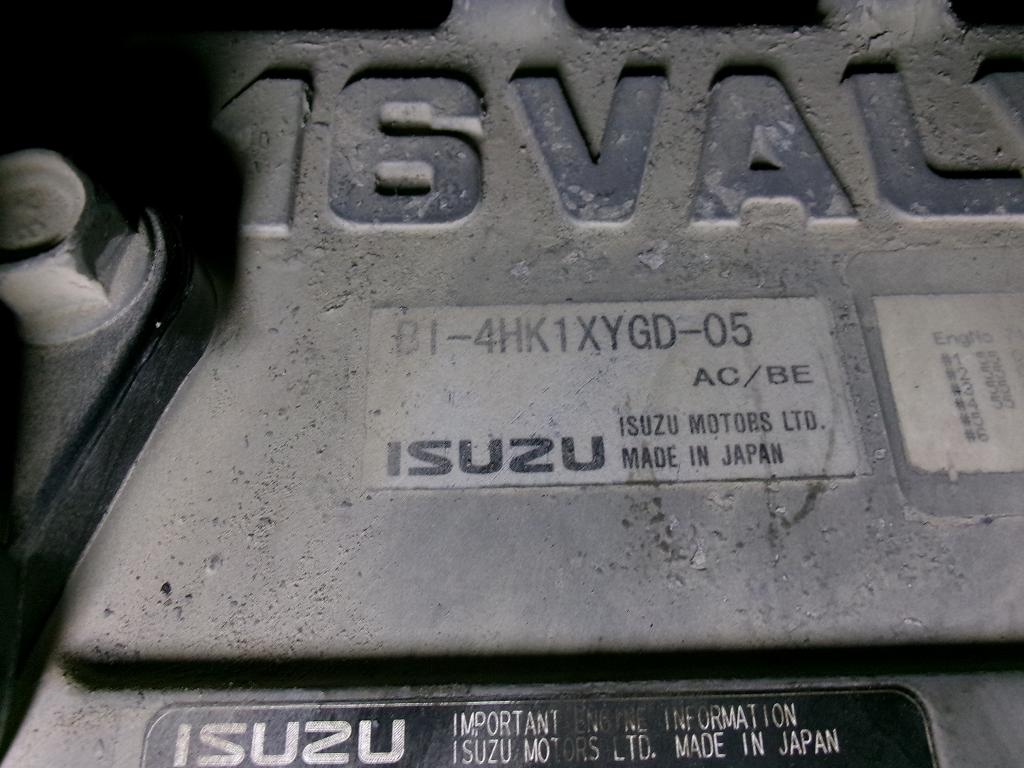 16VAL
BI-4HK1XYGD-05
AC/BE
ISUZU
ISUZU MOTORS LTD.
MADE IN JAPAN
EngNo
ISUZU
IMPORTANT ENGINE INFORMATION
ISUZU MOTORS LTD. MADE IN JAPAN